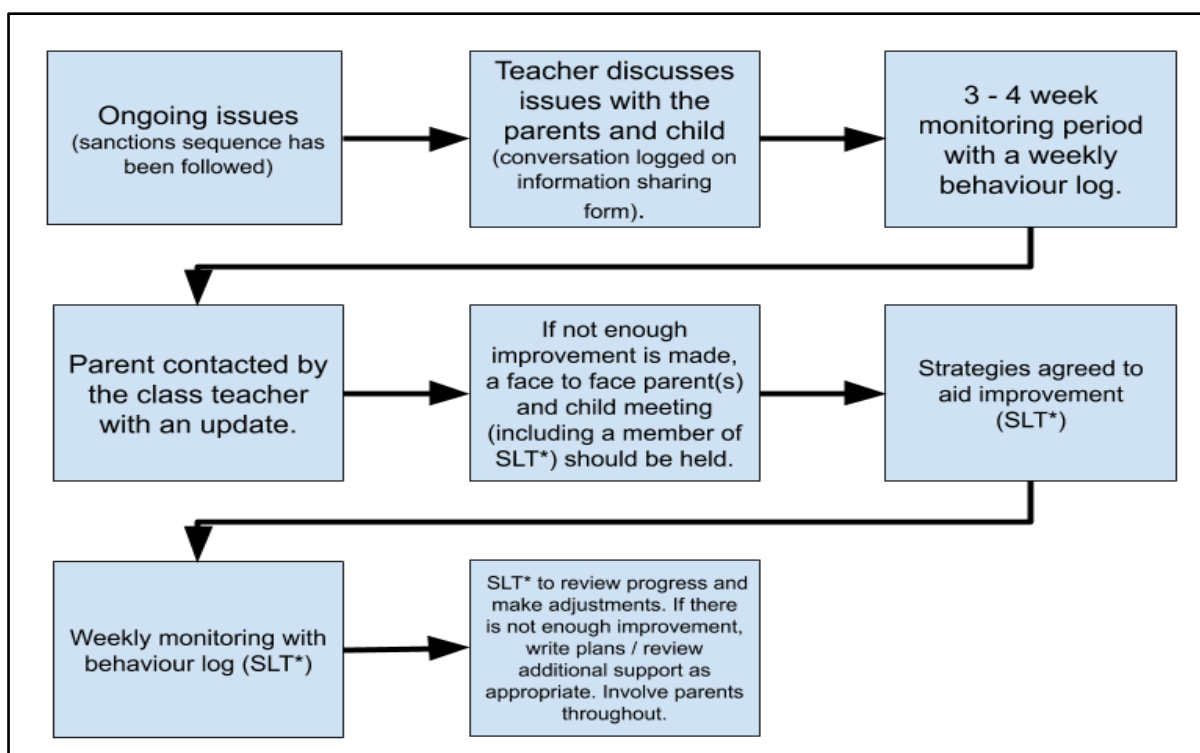 Ongoing issues
(sanctions sequence has
been followed)
Teacher discusses
issues with the
parents and child
(conversation logged on
information sharing
form).
3 - 4 week
monitoring period
with a weekly
behaviour log.
Parent contacted by
the class teacher
with an update.
If not enough
improvement is made,
a face to face parent(s)
and child meeting
(including a member of
SLT*) should be held.
Strategies agreed to
aid improvement
(SLT*)
Weekly monitoring with
behaviour log (SLT*)
SLT* to review progress and
make adjustments. If there
is not enough improvement,
write plans / review
additional support as
appropriate. Involve parents
throughout.